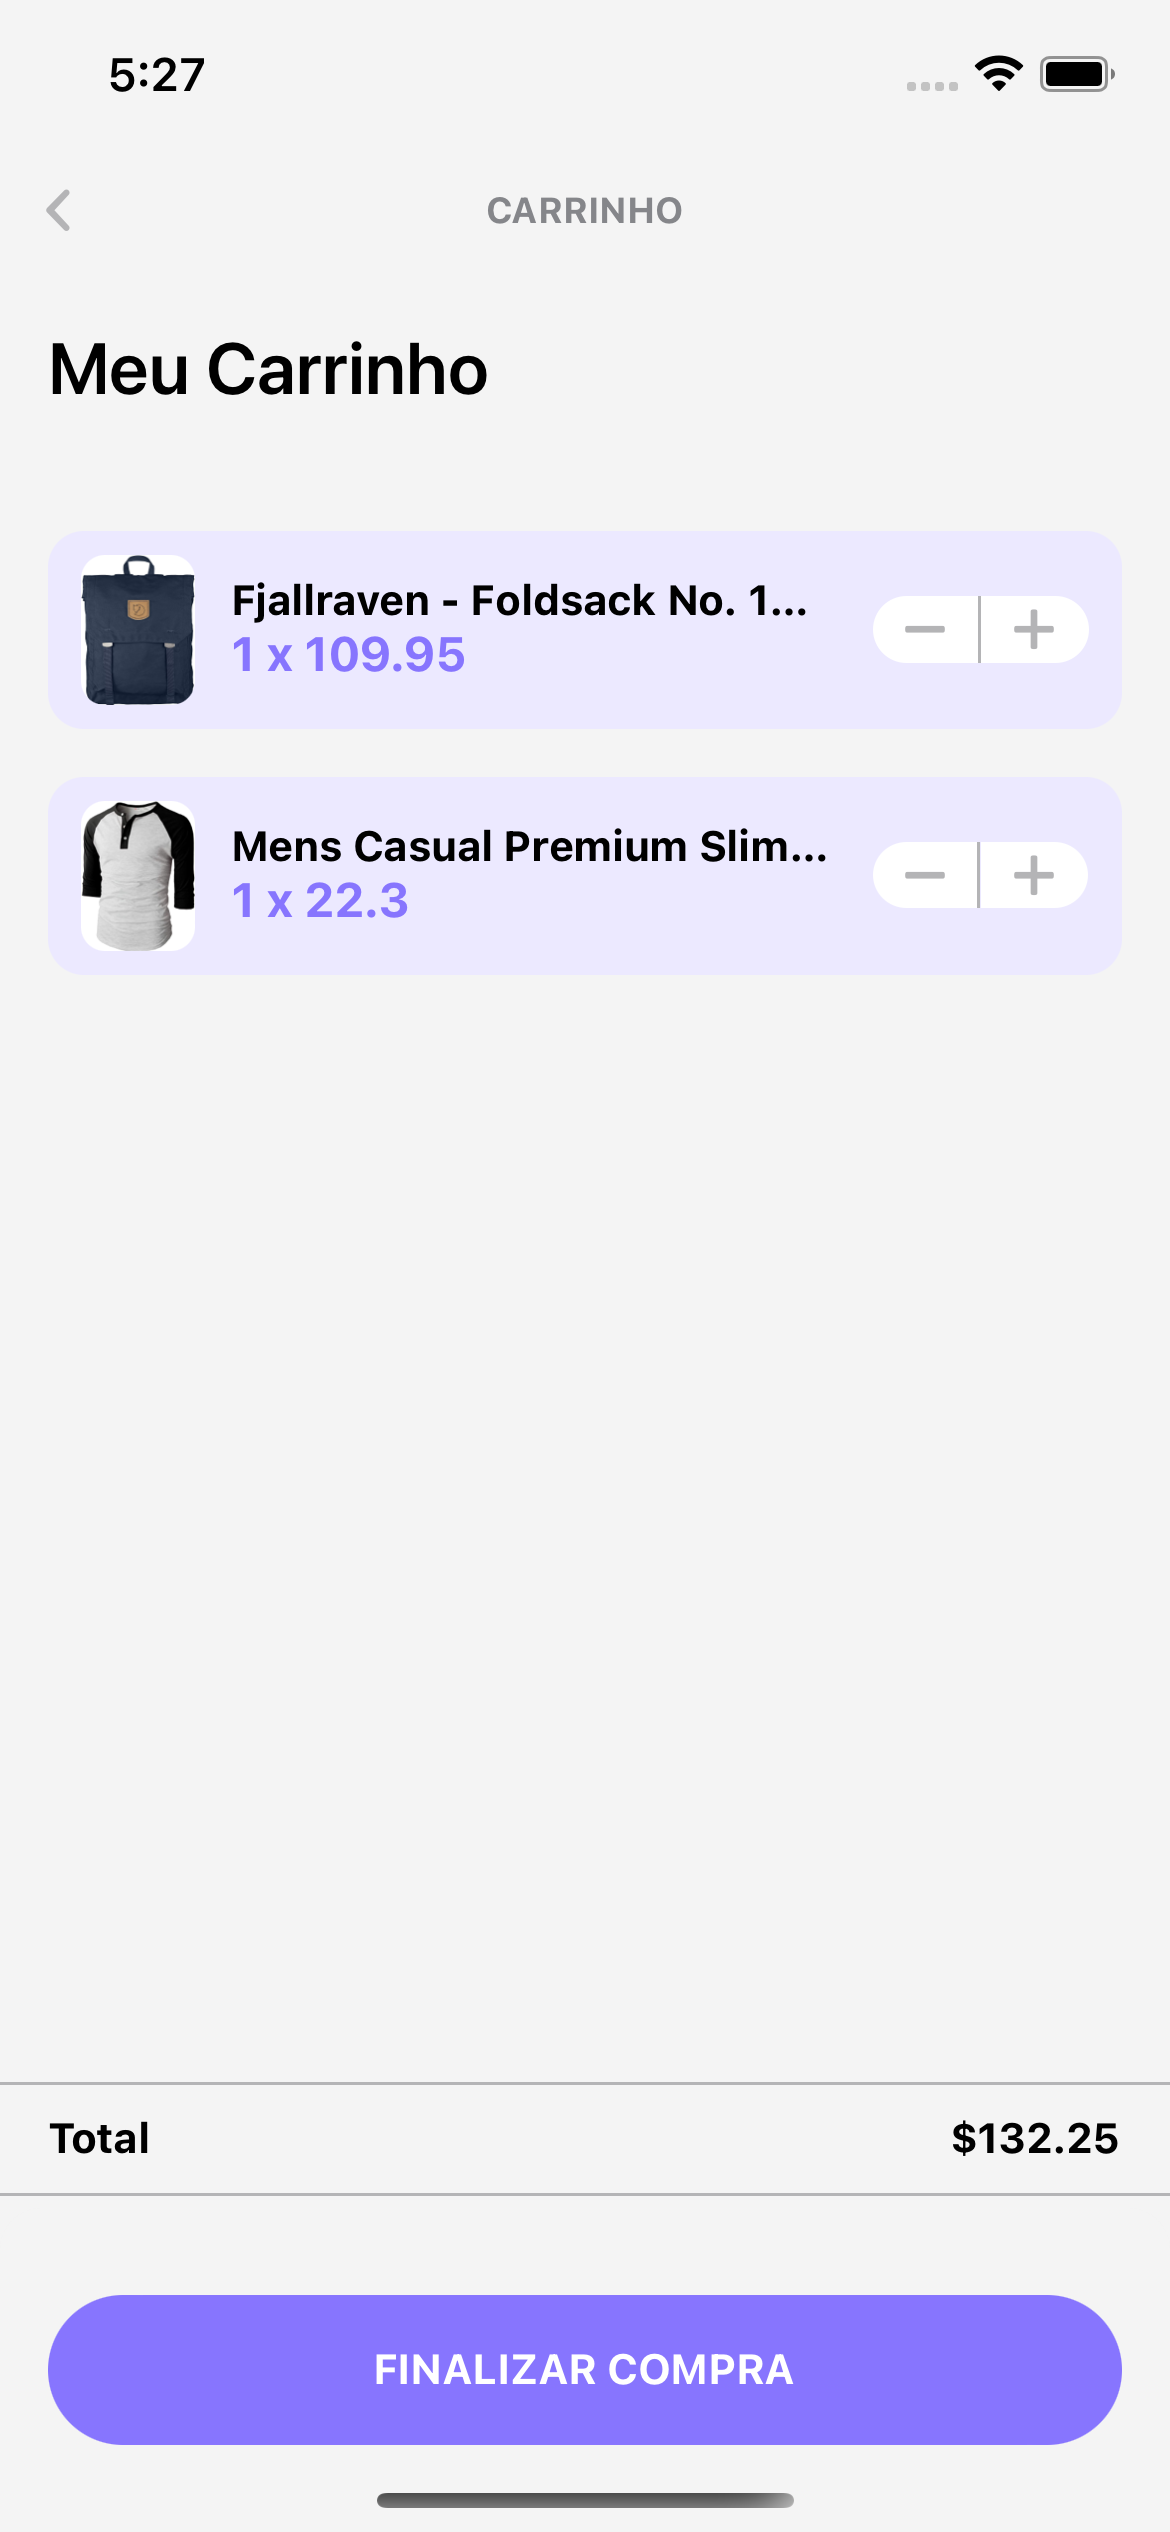 5:27
CARRINHO
Meu Carrinho
Fjallraven - Foldsack No. 1...
1 x 109.95
Mens Casual Premium Slim...
1 x 22.3
Total
$132.25
FINALIZAR COMPRA